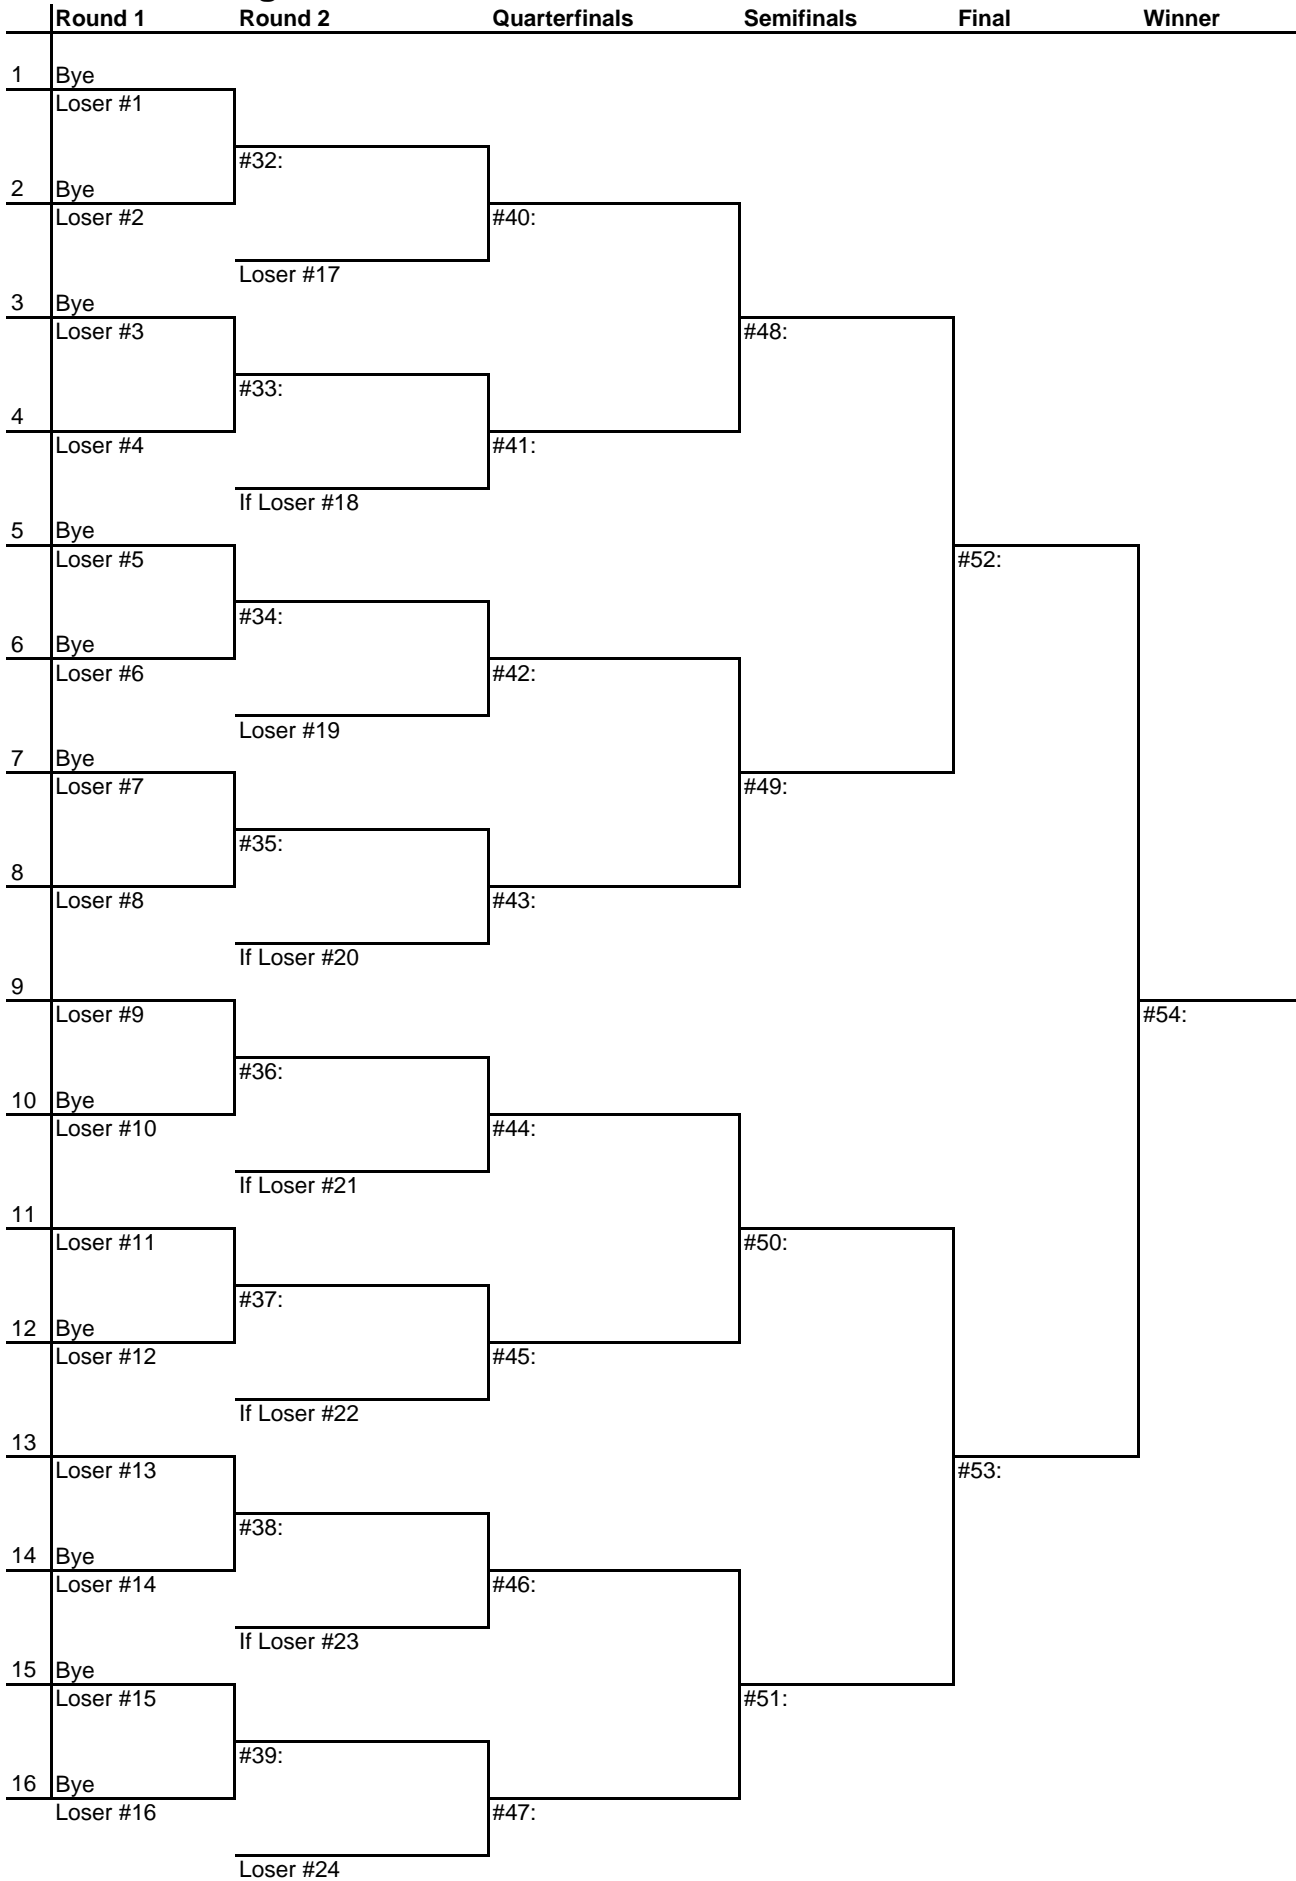 Round 1 Round 2 Quarterfinals Semifinals Final Winner
1 Bye
Loser #1
#32:
2 Bye
Loser #2 #40:
Loser #17
3 Bye
Loser #3 #48:
#33:
4
Loser #4 #41:
If Loser #18
5 Bye
Loser #5 #52:
#34:
6 Bye
Loser #6 #42:
Loser #19
7 Bye
Loser #7 #49:
#35:
8
Loser #8 #43:
If Loser #20
9
Loser #9 #54:
#36:
10 Bye
Loser #10 #44:
If Loser #21
11
Loser #11 #50:
#37:
12 Bye
Loser #12 #45:
If Loser #22
13
Loser #13 #53:
#38:
14 Bye
Loser #14 #46:
If Loser #23
15 Bye
Loser #15 #51:
#39:
16 Bye
Loser #16 #47:
Loser #24